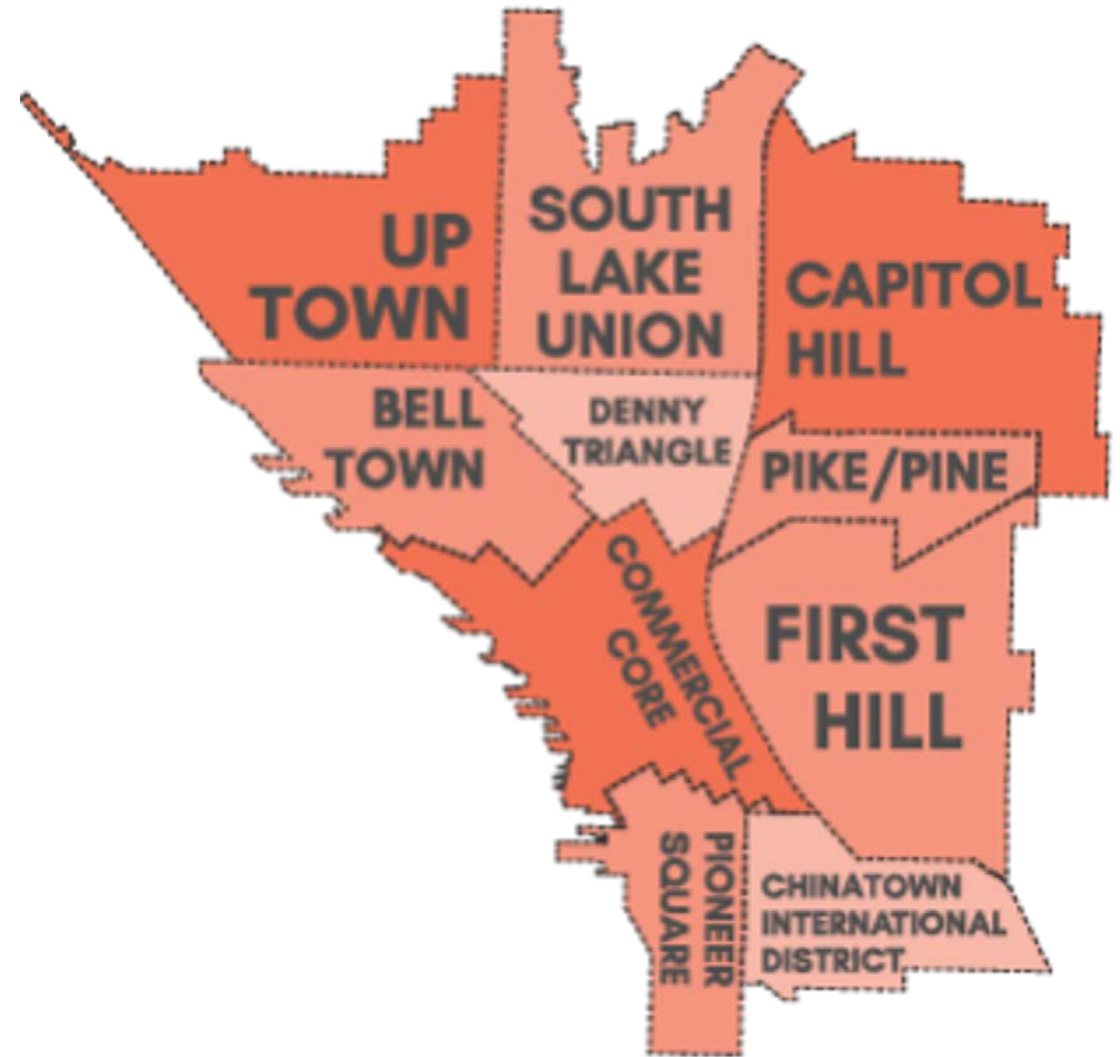 UP
TOWN
SOUTH
LAKE
UNION
CAPITOL
HILL
BELL
TOWN
DENNY
TRIANGLE
PIKE/PINE
COMMERCIAL
CORE
FIRST
HILL
PIONEER
SQUARE
CHINATOWN
INTERNATIONAL
DISTRICT